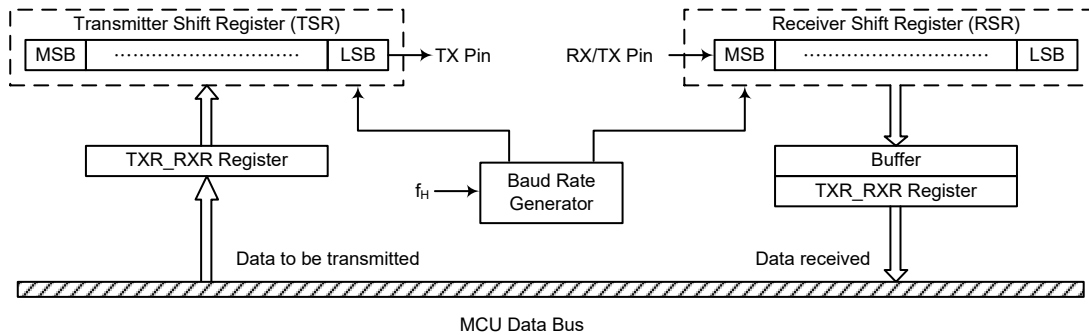 Transmitter Shift Register (TSR)
MSB ................................ LSB
TX Pin
RX/TX Pin
Receiver Shift Register (RSR)
MSB ................................ LSB
TXR_RXR Register
fH
Baud Rate
Generator
Buffer
TXR_RXR Register
Data to be transmitted
Data received
MCU Data Bus